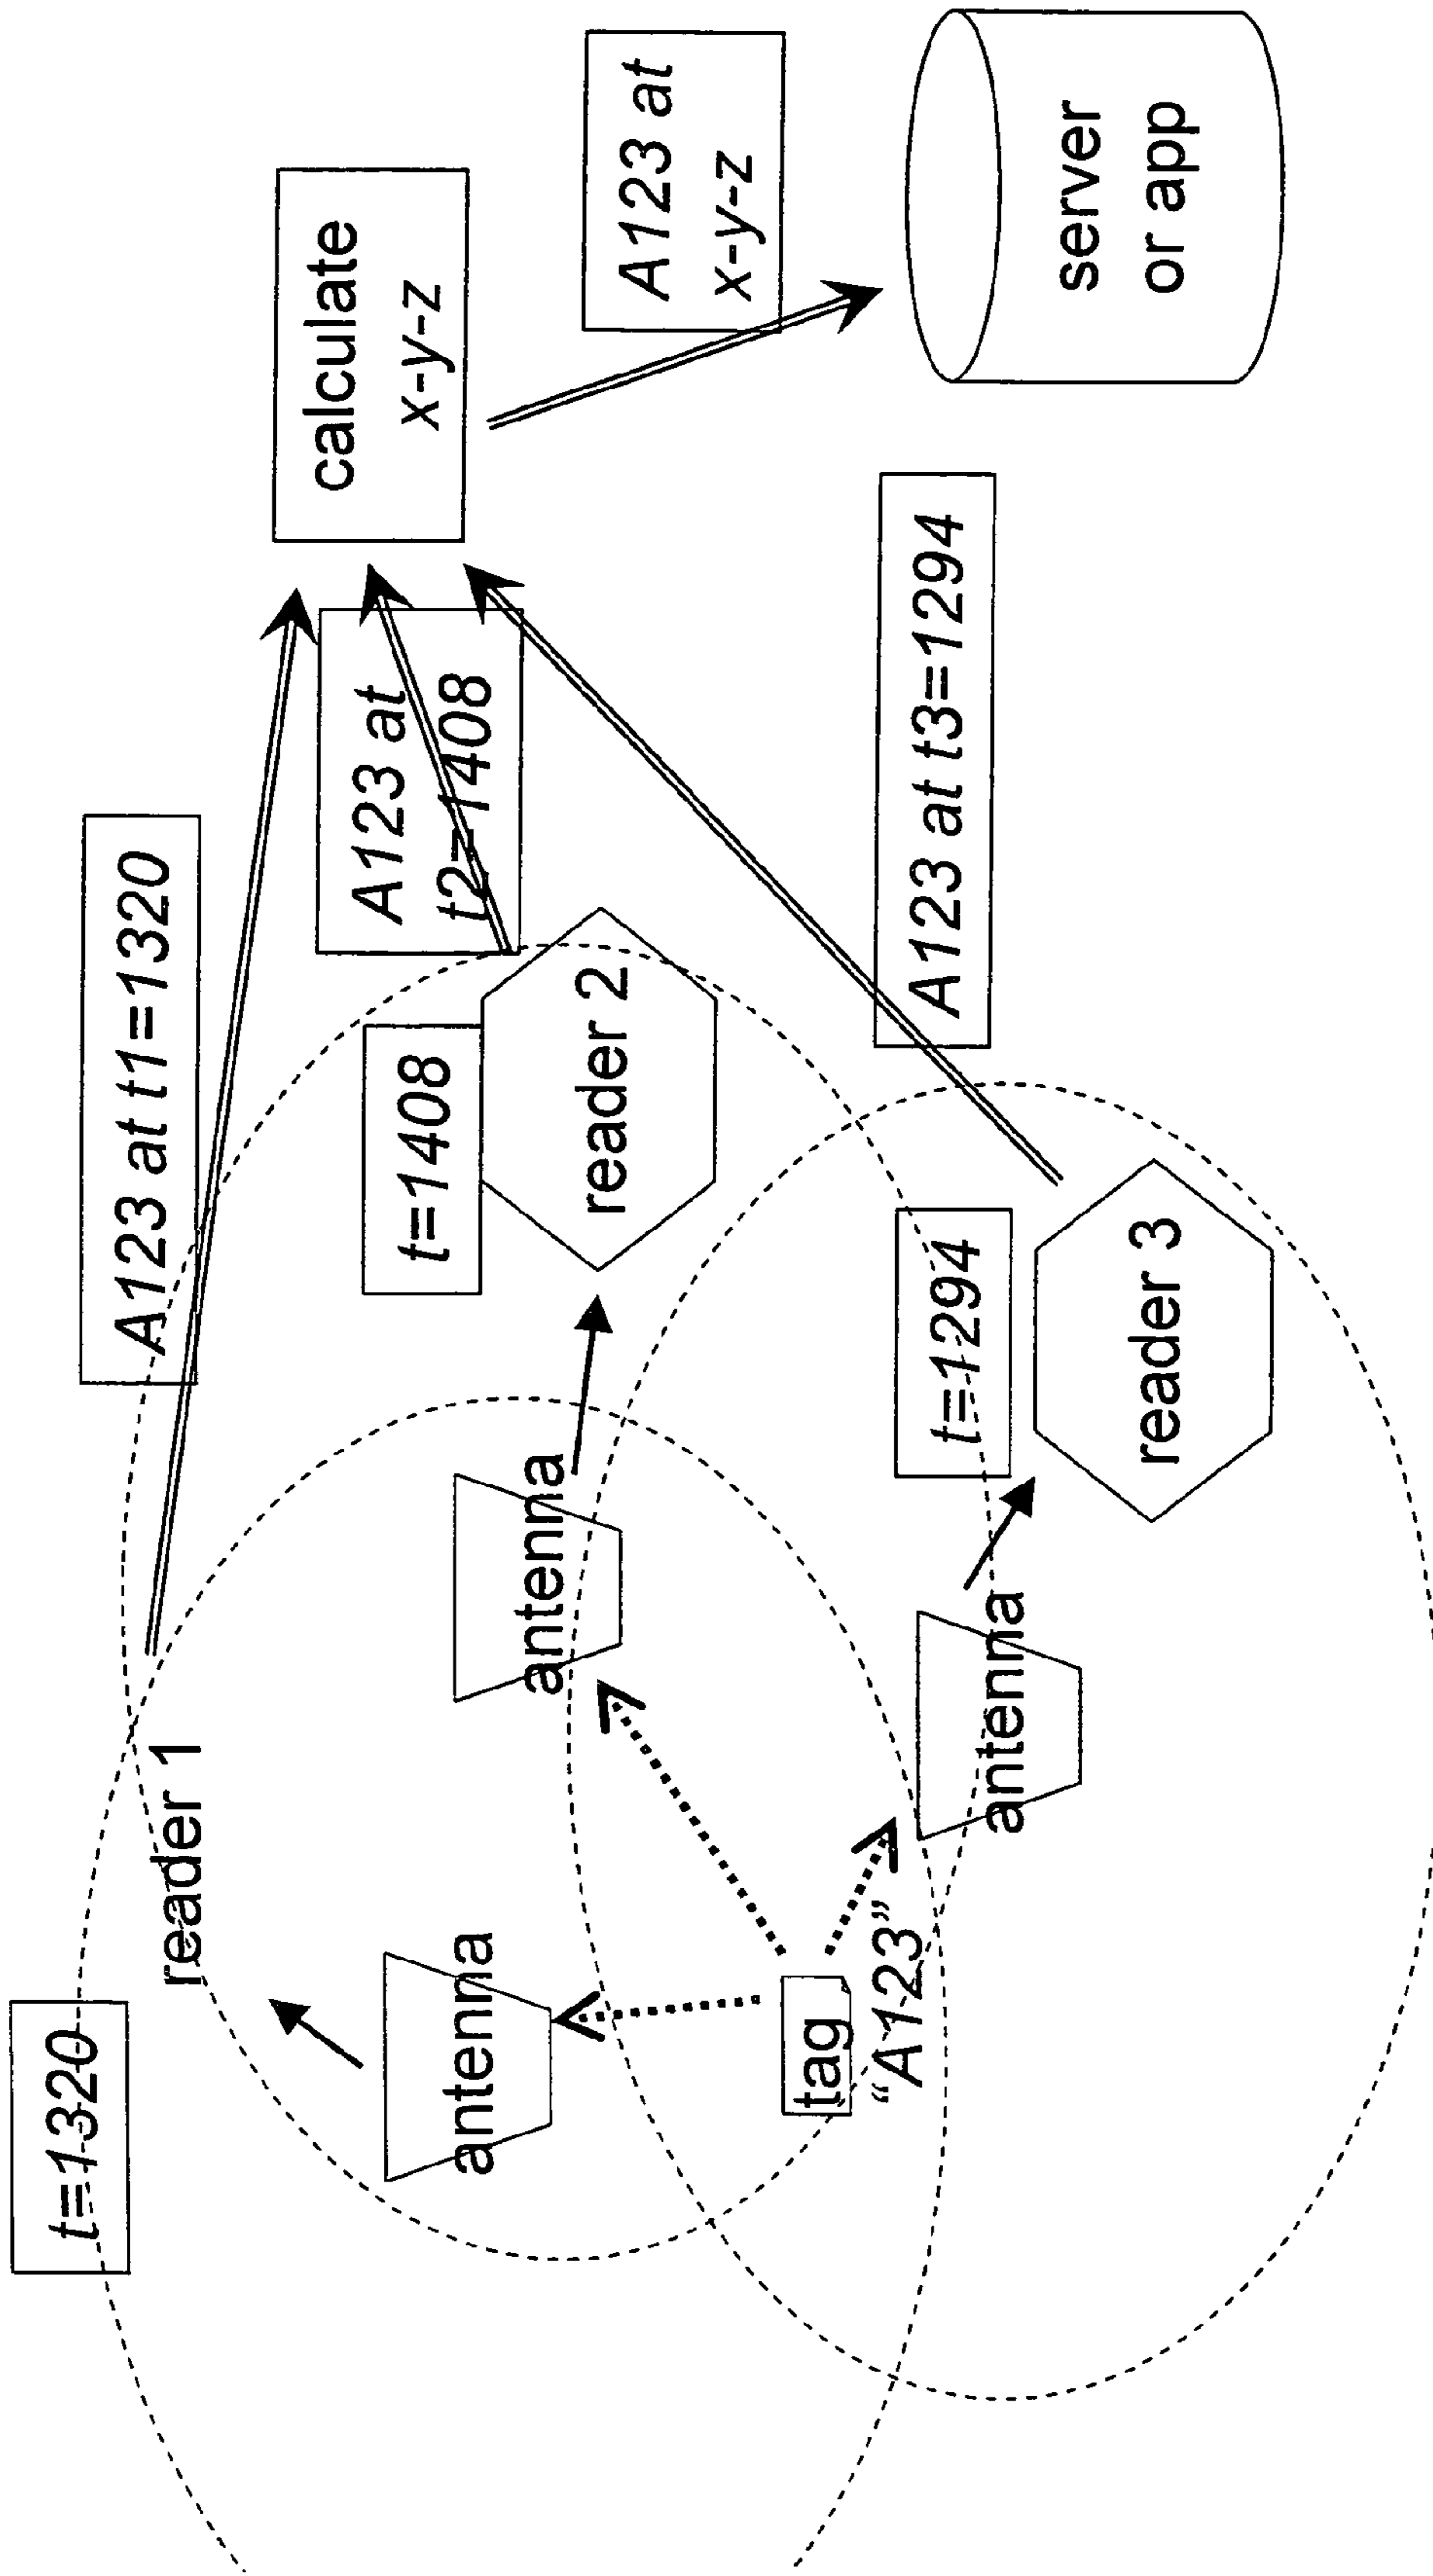 t=1320
reader 1
A123 at t1=1320
calculate
x-y-z
antenna
A123 at
t2=1408
t=1408
antenna
reader 2
A123 at
x-y-z
tag
"A123"
antenna
t=1294
reader 3
A123 at t3=1294
server
or app